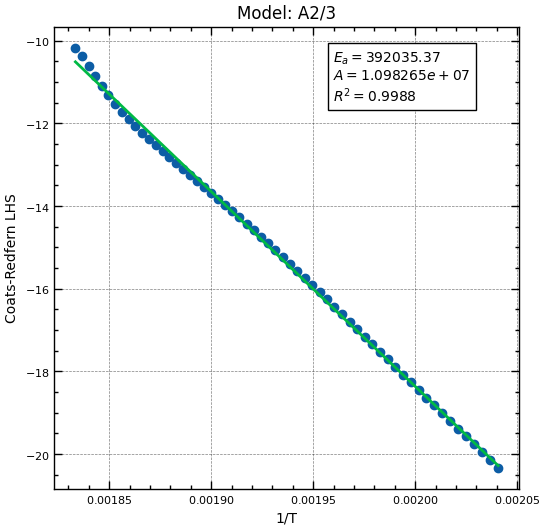 Model: A2/3
E_a = 392035.37
A = 1.098265e + 07
R² = 0.9988
−10
−12
−14
−16
−18
−20
Coats-Redfern LHS
0.00185 0.00190 0.00195 0.00200 0.00205
1/T